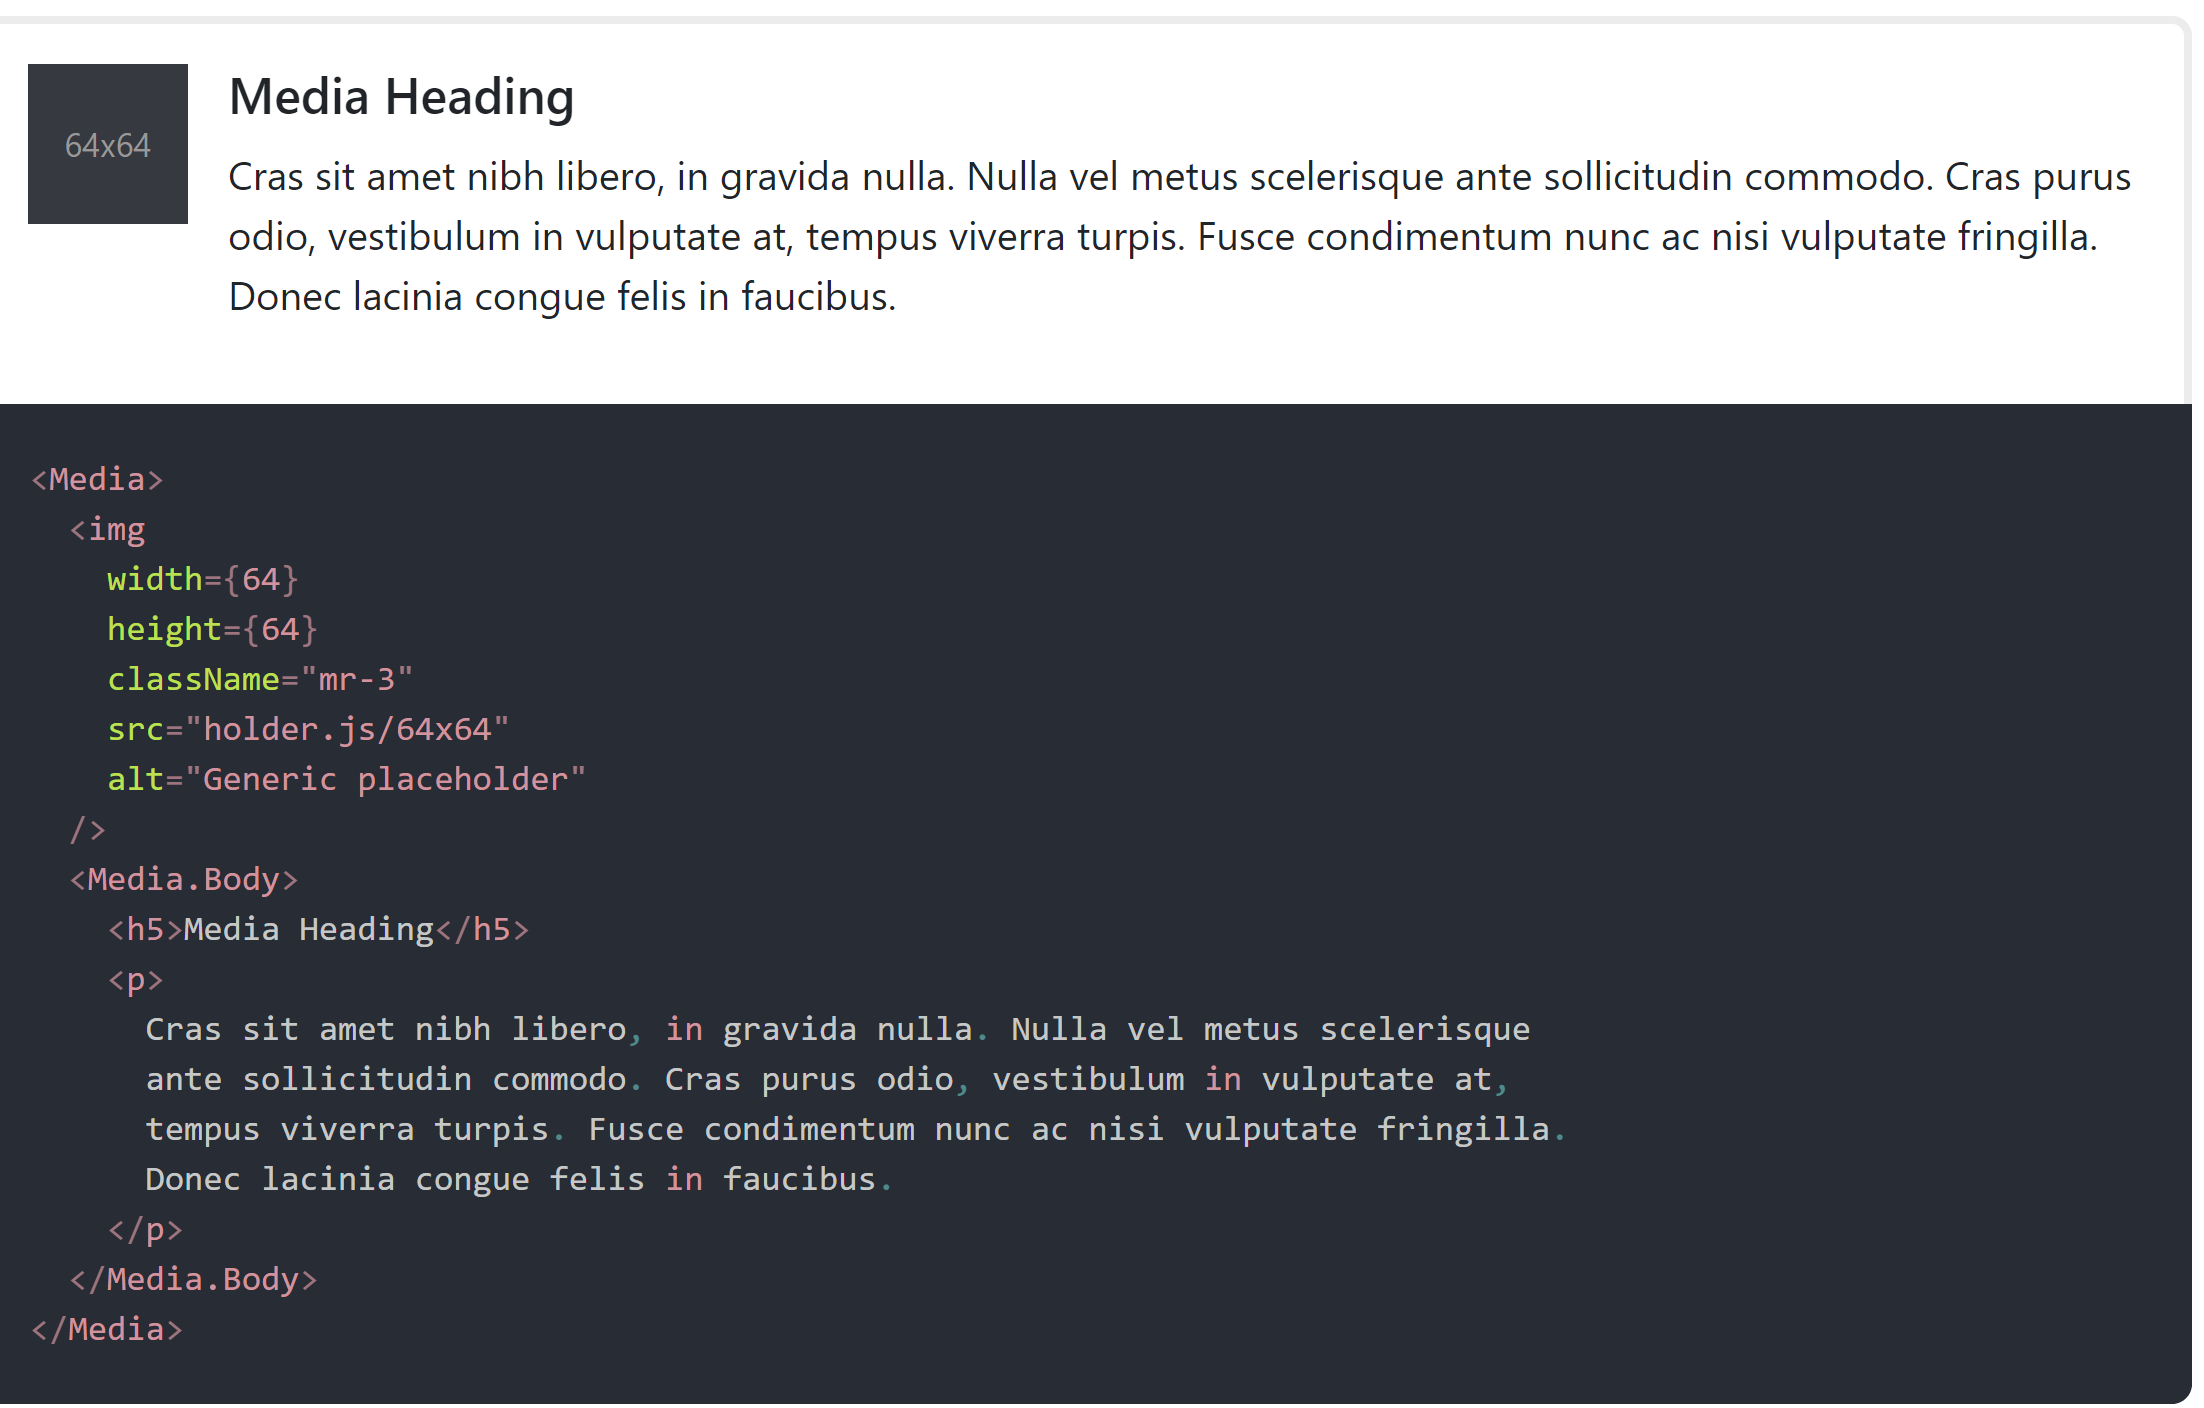 64x64
Media Heading
Cras sit amet nibh libero, in gravida nulla. Nulla vel metus scelerisque ante sollicitudin commodo. Cras purus
odio, vestibulum in vulputate at, tempus viverra turpis. Fusce condimentum nunc ac nisi vulputate fringilla.
Donec lacinia congue felis in faucibus.
<Media>
  <img
    width={64}
    height={64}
    className="mr-3"
    src="holder.js/64x64"
    alt="Generic placeholder"
  />
  <Media.Body>
    <h5>Media Heading</h5>
    <p>
      Cras sit amet nibh libero, in gravida nulla. Nulla vel metus scelerisque
      ante sollicitudin commodo. Cras purus odio, vestibulum in vulputate at,
      tempus viverra turpis. Fusce condimentum nunc ac nisi vulputate fringilla.
      Donec lacinia congue felis in faucibus.
    </p>
  </Media.Body>
</Media>